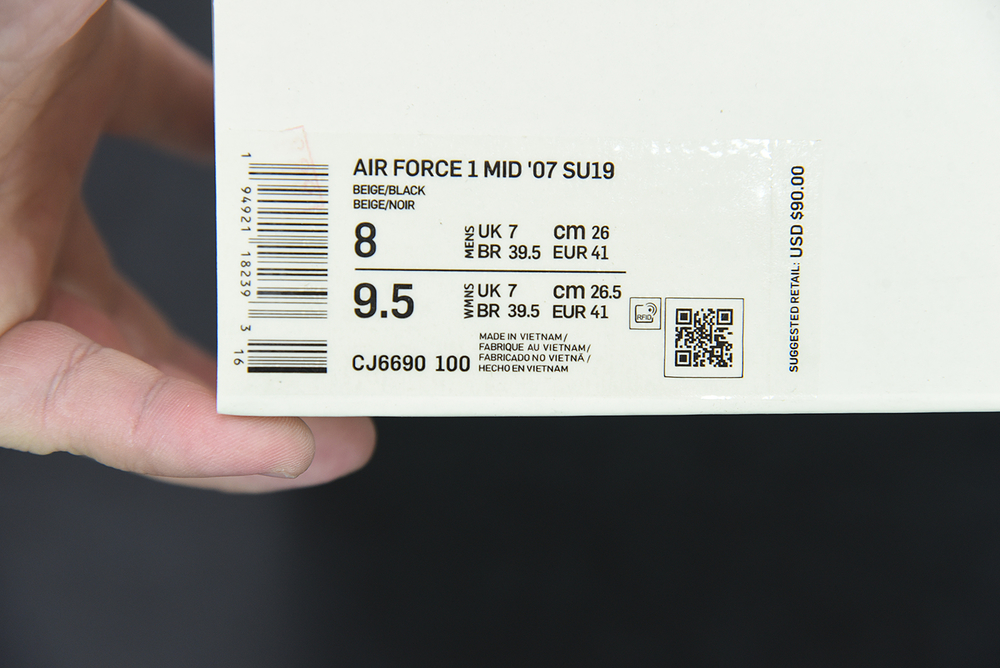 AIR FORCE 1 MID '07 SU19
BEIGE/BLACK
BEIGE/NOIR
8
MENS
UK 7 cm 26
BR 39.5 EUR 41
9.5
WMNS
UK 7 cm 26.5
BR 39.5 EUR 41
RFID
CJ6690 100
MADE IN VIETNAM/
FABRIQUE AU VIETNAM/
FABRICADO NO VIETNÃ/
HECHO EN VIETNAM
1 94921 18239 3 16
SUGGESTED RETAIL: USD $90.00